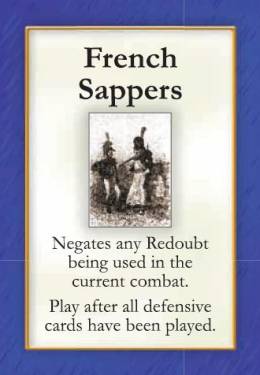 French
Sappers
Negates any Redoubt
being used in the
current combat.
Play after all defensive
cards have been played.